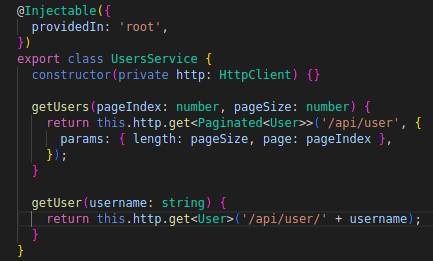 @Injectable({
  providedIn: 'root',
})
export class UsersService {
  constructor(private http: HttpClient) {}

  getUsers(pageIndex: number, pageSize: number) {
    return this.http.get<Paginated<User>>('/api/user', {
      params: { length: pageSize, page: pageIndex },
    });
  }

  getUser(username: string) {
    return this.http.get<User>('/api/user/' + username);
  }
}